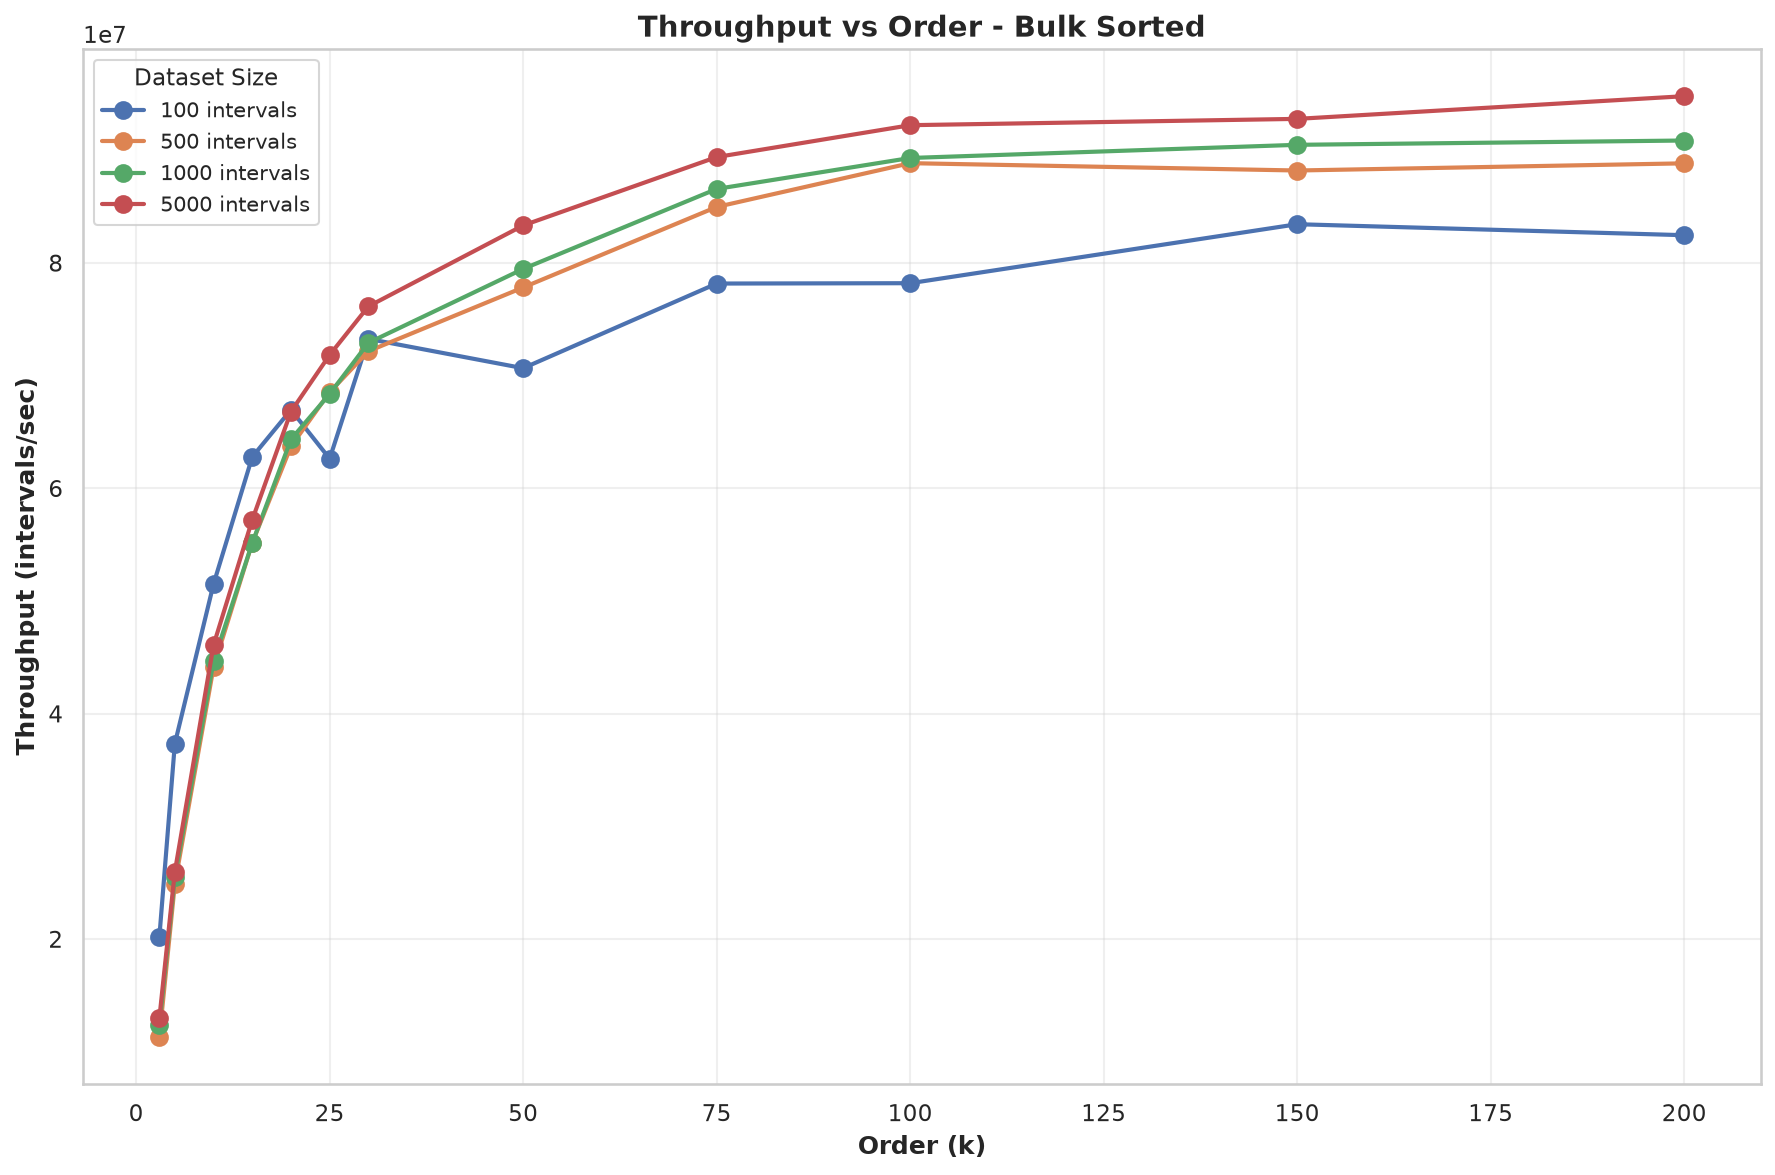 Throughput vs Order - Bulk Sorted
1e7
Dataset Size
100 intervals
500 intervals
1000 intervals
5000 intervals
8
6
4
2
Throughput (intervals/sec)
0 25 50 75 100 125 150 175 200
Order (k)